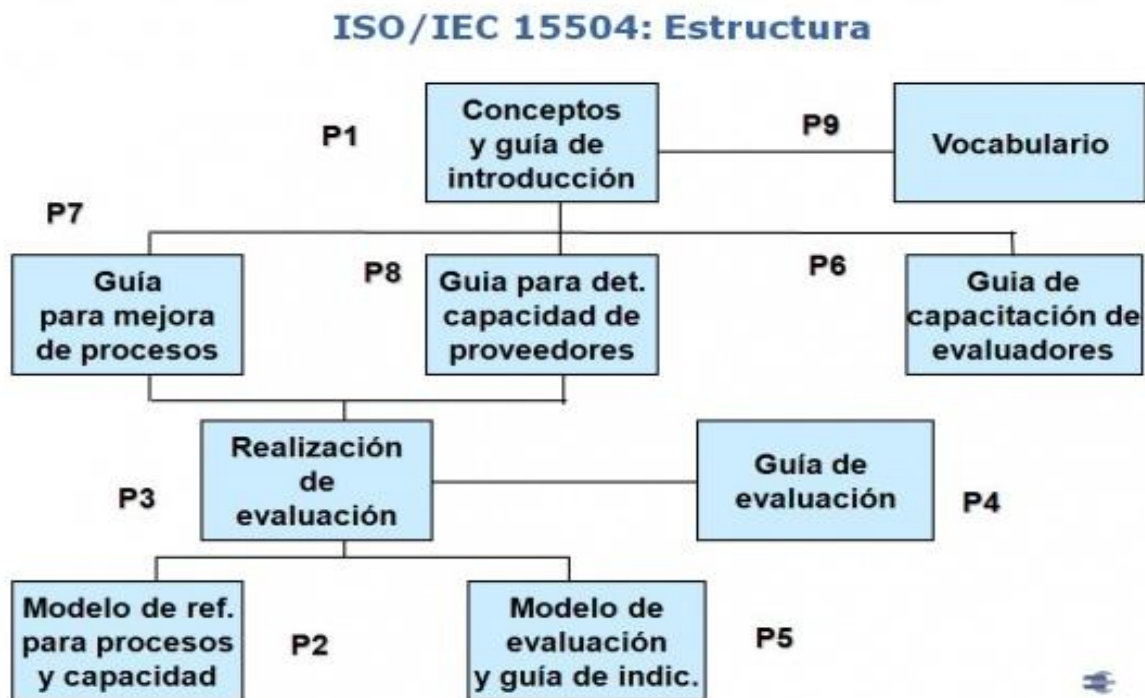 ISO/IEC 15504: Estructura
P1
Conceptos
y guía de
introducción
P9
Vocabulario
P7
Guía
para mejora
de procesos
P8
Guia para det.
capacidad de
proveedores
P6
Guia de
capacitación de
evaluadores
P3
Realización
de
evaluación
Guía de
evaluación
P4
Modelo de ref.
para procesos
y capacidad
P2
Modelo de
evaluación
y guía de indic.
P5